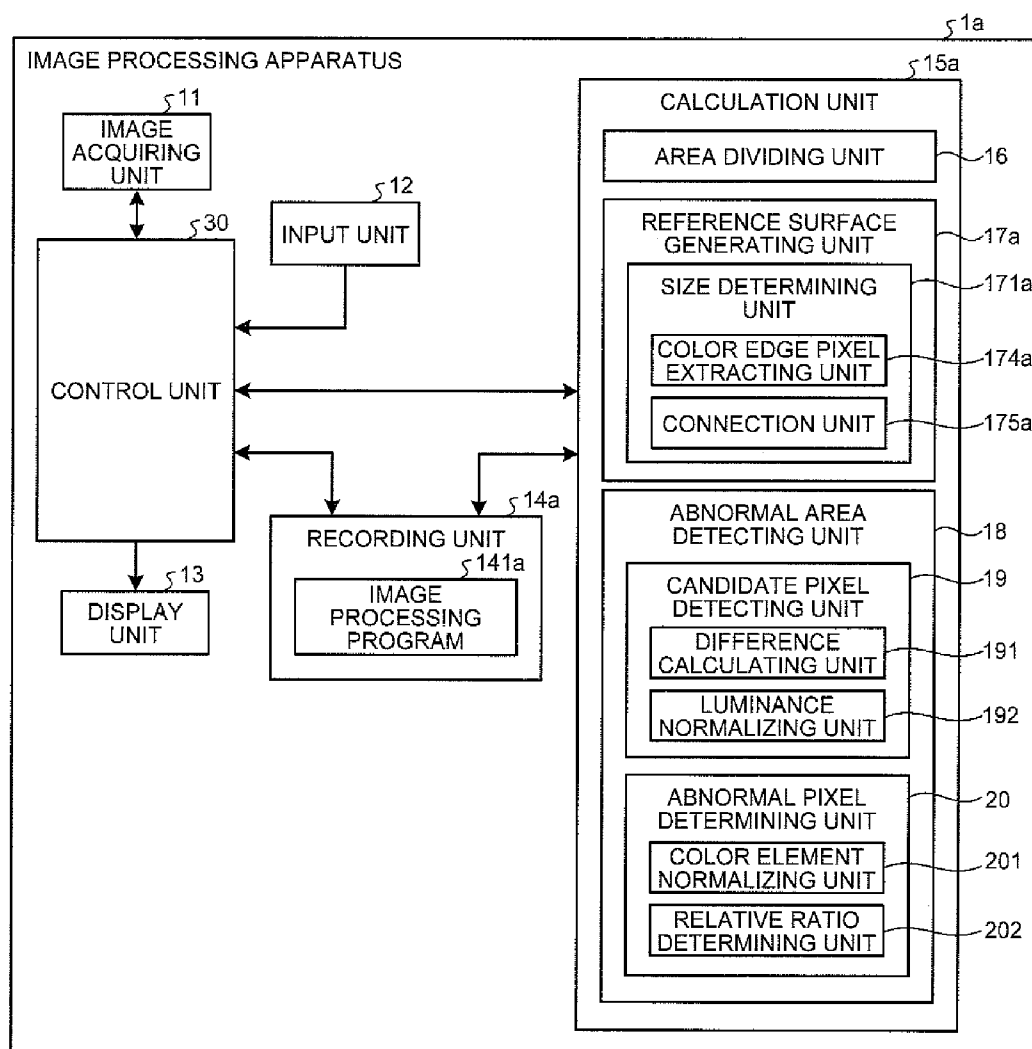 1a
IMAGE PROCESSING APPARATUS
11
IMAGE
ACQUIRING
UNIT
30
CONTROL UNIT
12
INPUT UNIT
13
DISPLAY
UNIT
14a
RECORDING UNIT
141a
IMAGE
PROCESSING
PROGRAM
15a
CALCULATION UNIT
AREA DIVIDING UNIT
16
REFERENCE SURFACE
GENERATING UNIT
17a
SIZE DETERMINING
UNIT
171a
COLOR EDGE PIXEL
EXTRACTING UNIT
174a
CONNECTION UNIT
175a
ABNORMAL AREA
DETECTING UNIT
18
CANDIDATE PIXEL
DETECTING UNIT
19
DIFFERENCE
CALCULATING UNIT
191
LUMINANCE
NORMALIZING UNIT
192
ABNORMAL PIXEL
DETERMINING UNIT
20
COLOR ELEMENT
NORMALIZING UNIT
201
RELATIVE RATIO
DETERMINING UNIT
202